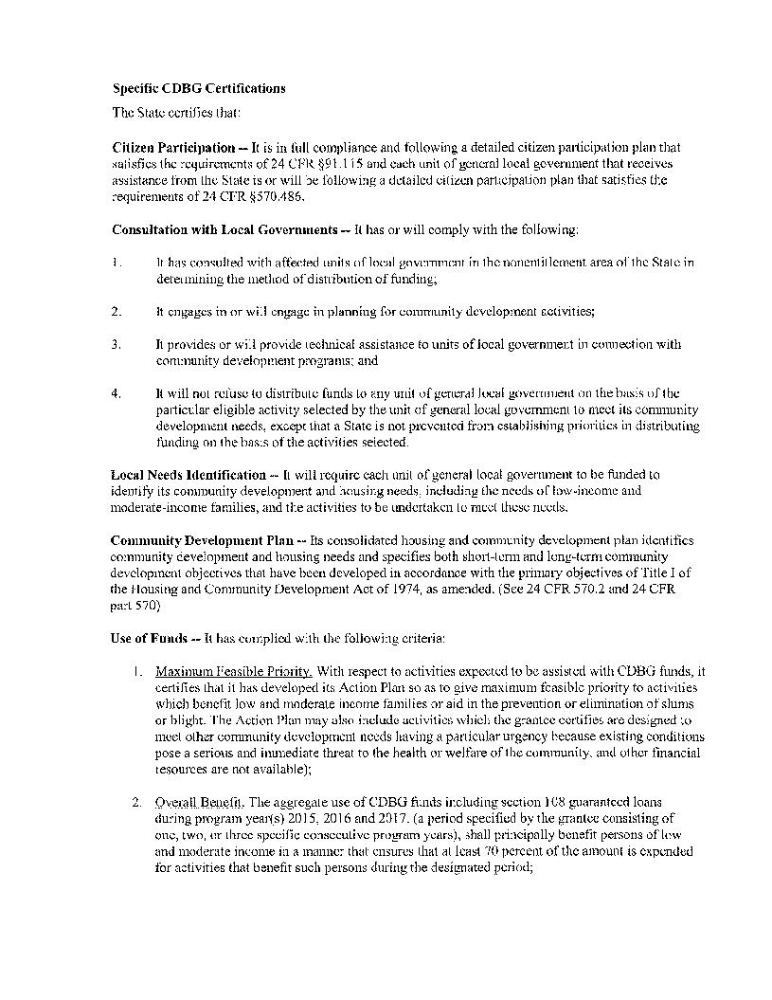 Specific CDBG Certifications
The State certifies that:
Citizen Participation -- It is in full compliance and following a detailed citizen participation plan that
satisfies the requirements of 24 CFR §91.115 and each unit of general local government that receives
assistance from the State is or will be following a detailed citizen participation plan that satisfies the
requirements of 24 CFR §570.486.
Consultation with Local Governments -- It has or will comply with the following:
1. It has consulted with affected units of local government in the nonentitlement area of the State in
determining the method of distribution of funding;
2. It engages in or will engage in planning for community development activities;
3. It provides or will provide technical assistance to units of local government in connection with
community development programs; and
4. It will not refuse to distribute funds to any unit of general local government on the basis of the
particular eligible activity selected by the unit of general local government to meet its community
development needs, except that a State is not prevented from establishing priorities in distributing
funding on the basis of the activities selected.
Local Needs Identification -- It will require each unit of general local government to be funded to
identify its community development and housing needs, including the needs of low-income and
moderate-income families, and the activities to be undertaken to meet these needs.
Community Development Plan -- Its consolidated housing and community development plan identifies
community development and housing needs and specifies both short-term and long-term community
development objectives that have been developed in accordance with the primary objectives of Title I of
the Housing and Community Development Act of 1974, as amended. (See 24 CFR 570.2 and 24 CFR
part 570)
Use of Funds -- It has complied with the following criteria:
1. Maximum Feasible Priority. With respect to activities expected to be assisted with CDBG funds, it
certifies that it has developed its Action Plan so as to give maximum feasible priority to activities
which benefit low and moderate income families or aid in the prevention or elimination of slums
or blight. The Action Plan may also include activities which the grantee certifies are designed to
meet other community development needs having a particular urgency because existing conditions
pose a serious and immediate threat to the health or welfare of the community, and other financial
resources are not available);
2. Overall Benefit. The aggregate use of CDBG funds including section 108 guaranteed loans
during program year(s) 2015, 2016 and 2017. (a period specified by the grantee consisting of
one, two, or three specific consecutive program years), shall principally benefit persons of low
and moderate income in a manner that ensures that at least 70 percent of the amount is expended
for activities that benefit such persons during the designated period;